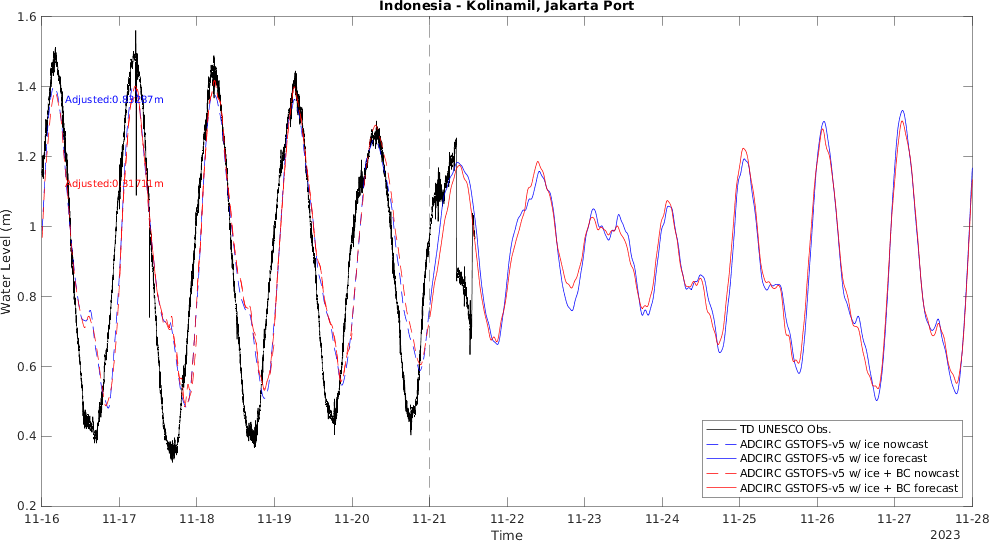 Indonesia - Kolinamil, Jakarta Port
1.6
1.4
1.2
1
0.8
0.6
0.4
0.2
Water Level (m)
11-16
11-17
11-18
11-19
11-20
11-21
11-22
11-23
11-24
11-25
11-26
11-27
11-28
Time
2023
TD UNESCO Obs.
ADCIRC GSTOFS-v5 w/ ice nowcast
ADCIRC GSTOFS-v5 w/ ice forecast
ADCIRC GSTOFS-v5 w/ ice + BC nowcast
ADCIRC GSTOFS-v5 w/ ice + BC forecast